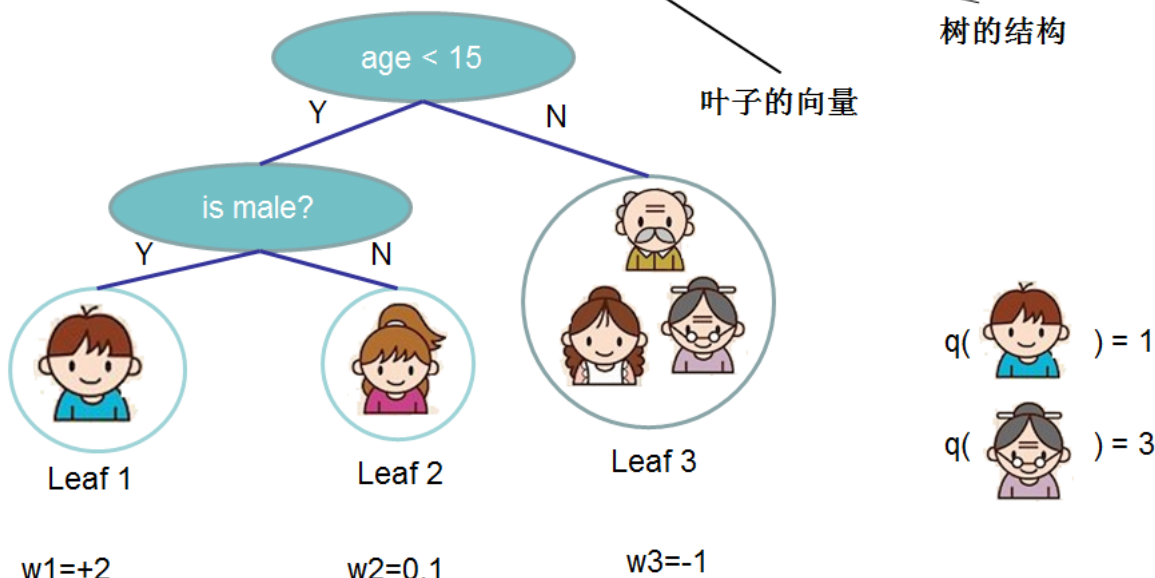 树的结构
age < 15
叶子的向量
Y
N
is male?
Y
N
q( ) = 1
q( ) = 3
Leaf 1
Leaf 2
Leaf 3
w1=+2
w2=0.1
w3=-1